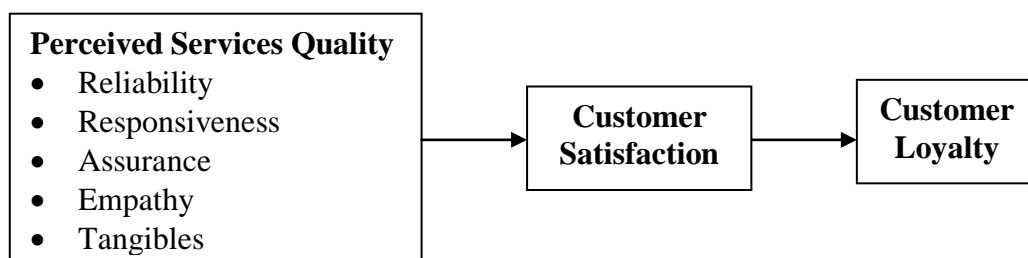 Perceived Services Quality
• Reliability
• Responsiveness
• Assurance
• Empathy
• Tangibles
Customer
Satisfaction
Customer
Loyalty